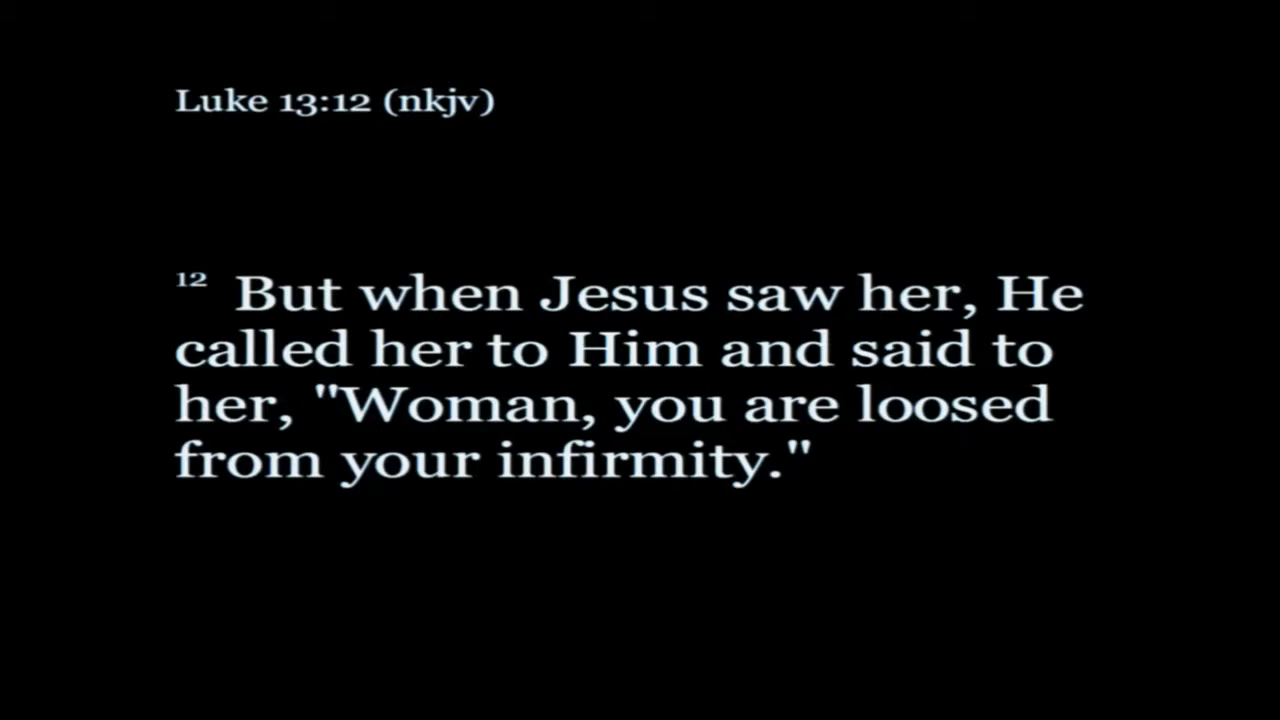 Luke 13:12 (nkjv)
12 But when Jesus saw her, He
called her to Him and said to
her, "Woman, you are loosed
from your infirmity."